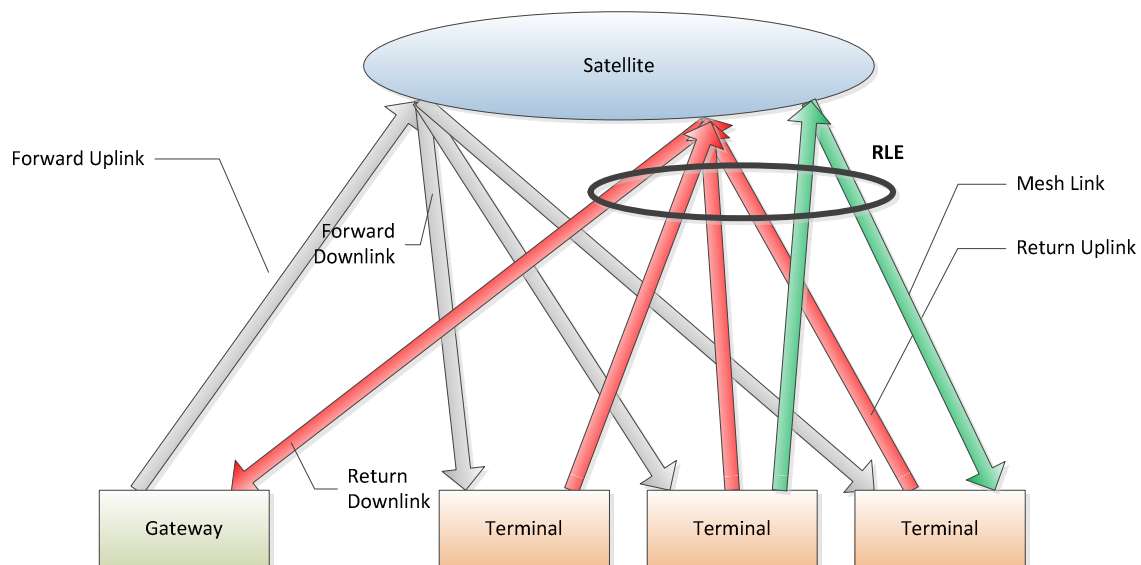 Satellite
Forward Uplink
RLE
Mesh Link
Forward
Downlink
Return Uplink
Return
Downlink
Gateway
Terminal
Terminal
Terminal